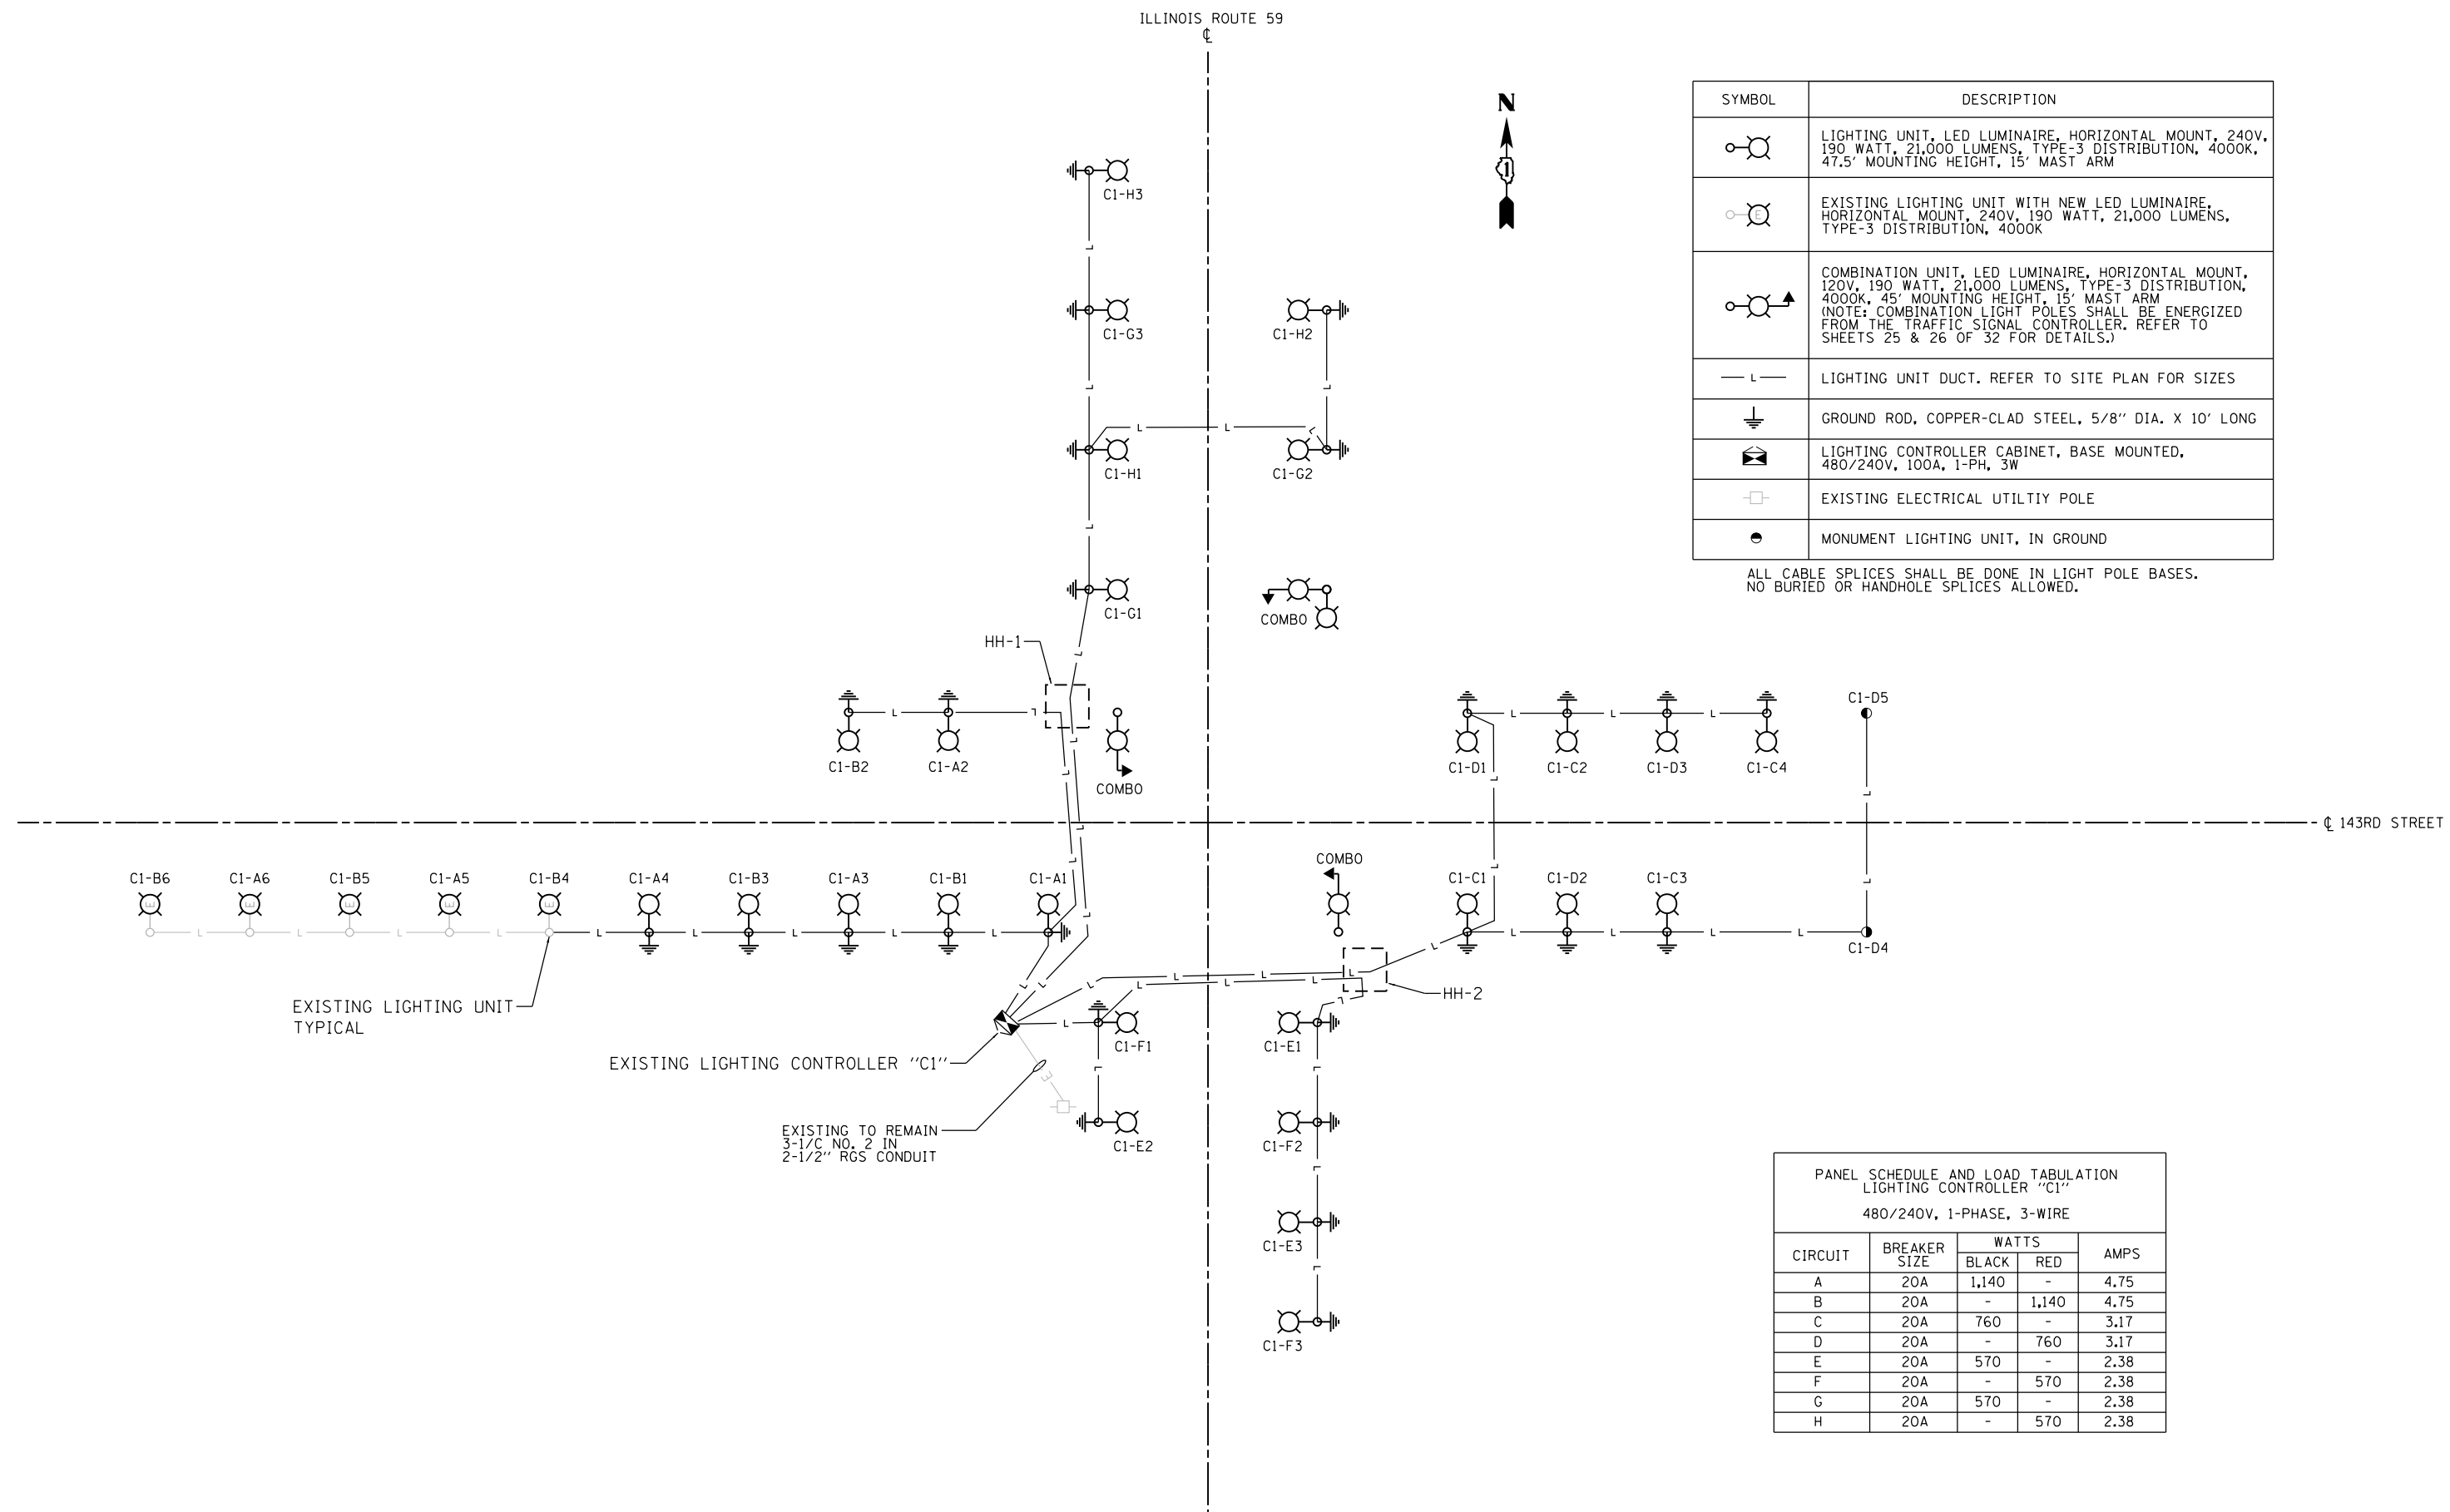 ILLINOIS ROUTE 59
℄
N
1
SYMBOL DESCRIPTION
LIGHTING UNIT, LED LUMINAIRE, HORIZONTAL MOUNT, 240V,
190 WATT, 21,000 LUMENS, TYPE-3 DISTRIBUTION, 4000K,
47.5' MOUNTING HEIGHT, 15' MAST ARM
E
EXISTING LIGHTING UNIT WITH NEW LED LUMINAIRE,
HORIZONTAL MOUNT, 240V, 190 WATT, 21,000 LUMENS,
TYPE-3 DISTRIBUTION, 4000K
COMBINATION UNIT, LED LUMINAIRE, HORIZONTAL MOUNT,
120V, 190 WATT, 21,000 LUMENS, TYPE-3 DISTRIBUTION,
4000K, 45' MOUNTING HEIGHT, 15' MAST ARM
(NOTE: COMBINATION LIGHT POLES SHALL BE ENERGIZED
FROM THE TRAFFIC SIGNAL CONTROLLER. REFER TO
SHEETS 25 & 26 OF 32 FOR DETAILS.)
L
LIGHTING UNIT DUCT. REFER TO SITE PLAN FOR SIZES
GROUND ROD, COPPER-CLAD STEEL, 5/8" DIA. X 10' LONG
LIGHTING CONTROLLER CABINET, BASE MOUNTED,
480/240V, 100A, 1-PH, 3W
EXISTING ELECTRICAL UTILTIY POLE
MONUMENT LIGHTING UNIT, IN GROUND
ALL CABLE SPLICES SHALL BE DONE IN LIGHT POLE BASES.
NO BURIED OR HANDHOLE SPLICES ALLOWED.
C1-H3
C1-G3
C1-H2
C1-H1
C1-G2
C1-G1
COMBO
HH-1
C1-B2 C1-A2
COMBO
C1-D1 C1-C2 C1-D3 C1-C4
C1-D5
℄ 143RD STREET
C1-B6 C1-A6 C1-B5 C1-A5 C1-B4 C1-A4 C1-B3 C1-A3 C1-B1 C1-A1
COMBO
C1-C1 C1-D2 C1-C3
C1-D4
HH-2
EXISTING LIGHTING UNIT
TYPICAL
EXISTING LIGHTING CONTROLLER "C1"
C1-F1
C1-E1
EXISTING TO REMAIN
3-1/C NO. 2 IN
2-1/2" RGS CONDUIT
C1-E2
C1-F2
C1-E3
C1-F3
PANEL SCHEDULE AND LOAD TABULATION
LIGHTING CONTROLLER "C1"
480/240V, 1-PHASE, 3-WIRE
CIRCUIT BREAKER SIZE WATTS AMPS
BLACK RED
A 20A 1,140 - 4.75
B 20A - 1,140 4.75
C 20A 760 - 3.17
D 20A - 760 3.17
E 20A 570 - 2.38
F 20A - 570 2.38
G 20A 570 - 2.38
H 20A - 570 2.38